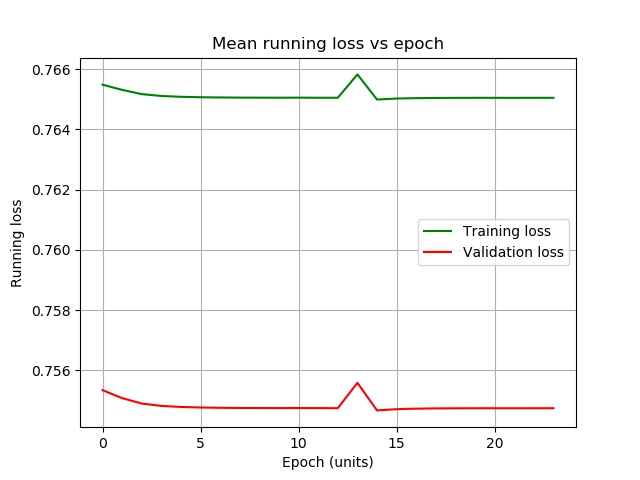 Mean running loss vs epoch
0.766
0.764
0.762
0.760
0.758
0.756
Running loss
Training loss
Validation loss
0 5 10 15 20
Epoch (units)